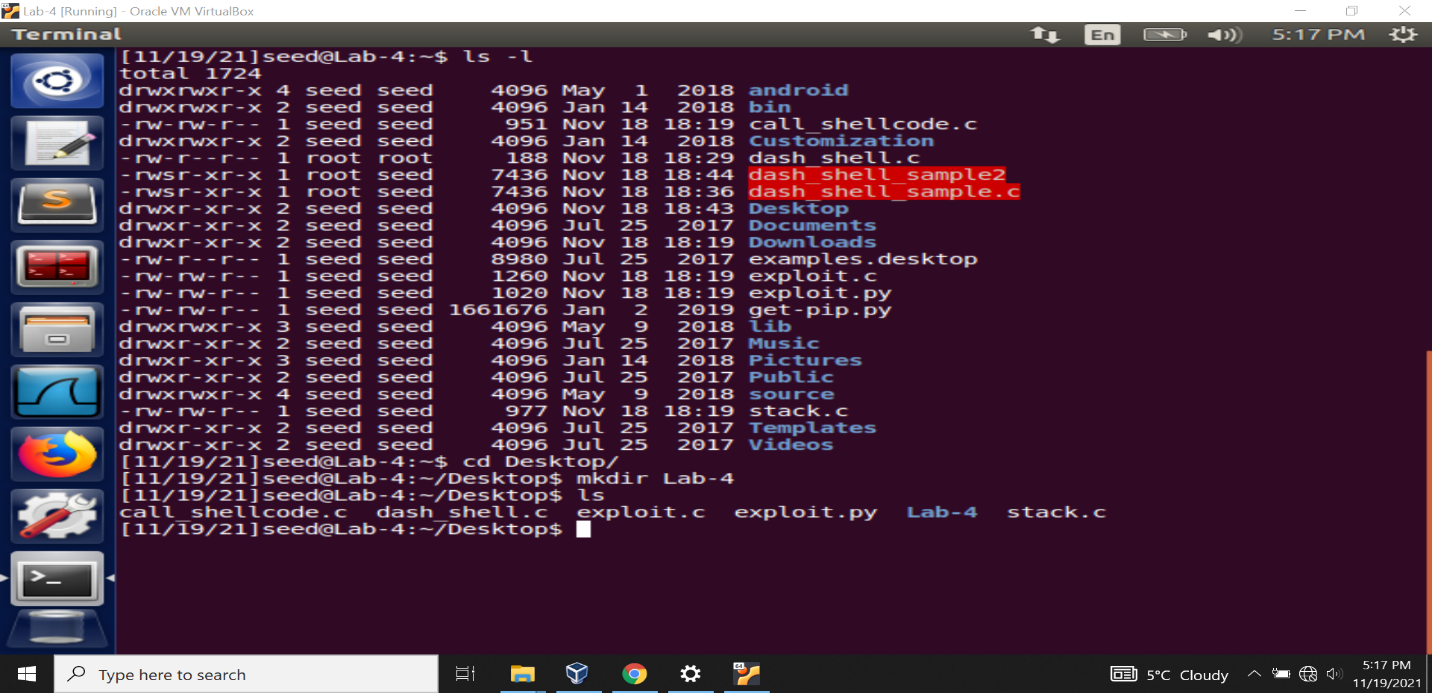 Lab-4 [Running] - Oracle VM VirtualBox
Terminal En 5:17 PM
[11/19/21]seed@Lab-4:~$ ls -l
total 1724
drwxrwxr-x 4 seed seed 4096 May 1 2018 android
drwxrwxr-x 2 seed seed 4096 Jan 14 2018 bin
-rw-rw-r-- 1 seed seed 951 Nov 18 18:19 call_shellcode.c
drwxrwxr-x 2 seed seed 4096 Jan 14 2018 Customization
-rw-r--r-- 1 root root 188 Nov 18 18:29 dash_shell.c
-rwsr-xr-x 1 root seed 7436 Nov 18 18:44 dash_shell_sample2
-rwsr-xr-x 1 root seed 7436 Nov 18 18:36 dash_shell_sample.c
drwxr-xr-x 2 seed seed 4096 Nov 18 18:43 Desktop
drwxr-xr-x 2 seed seed 4096 Jul 25 2017 Documents
drwxr-xr-x 2 seed seed 4096 Nov 18 18:19 Downloads
-rw-r--r-- 1 seed seed 8980 Jul 25 2017 examples.desktop
-rw-rw-r-- 1 seed seed 1260 Nov 18 18:19 exploit.c
-rw-rw-r-- 1 seed seed 1020 Nov 18 18:19 exploit.py
-rw-rw-r-- 1 seed seed 1661676 Jan 2 2019 get-pip.py
drwxrwxr-x 3 seed seed 4096 May 9 2018 lib
drwxr-xr-x 2 seed seed 4096 Jul 25 2017 Music
drwxr-xr-x 3 seed seed 4096 Jan 14 2018 Pictures
drwxr-xr-x 2 seed seed 4096 Jul 25 2017 Public
drwxrwxr-x 4 seed seed 4096 May 9 2018 source
-rw-rw-r-- 1 seed seed 977 Nov 18 18:19 stack.c
drwxr-xr-x 2 seed seed 4096 Jul 25 2017 Templates
drwxr-xr-x 2 seed seed 4096 Jul 25 2017 Videos
[11/19/21]seed@Lab-4:~$ cd Desktop/
[11/19/21]seed@Lab-4:~/Desktop$ mkdir Lab-4
[11/19/21]seed@Lab-4:~/Desktop$ ls
call_shellcode.c dash_shell.c exploit.c exploit.py Lab-4 stack.c
[11/19/21]seed@Lab-4:~/Desktop$
Type here to search 5°C Cloudy 5:17 PM
11/19/2021